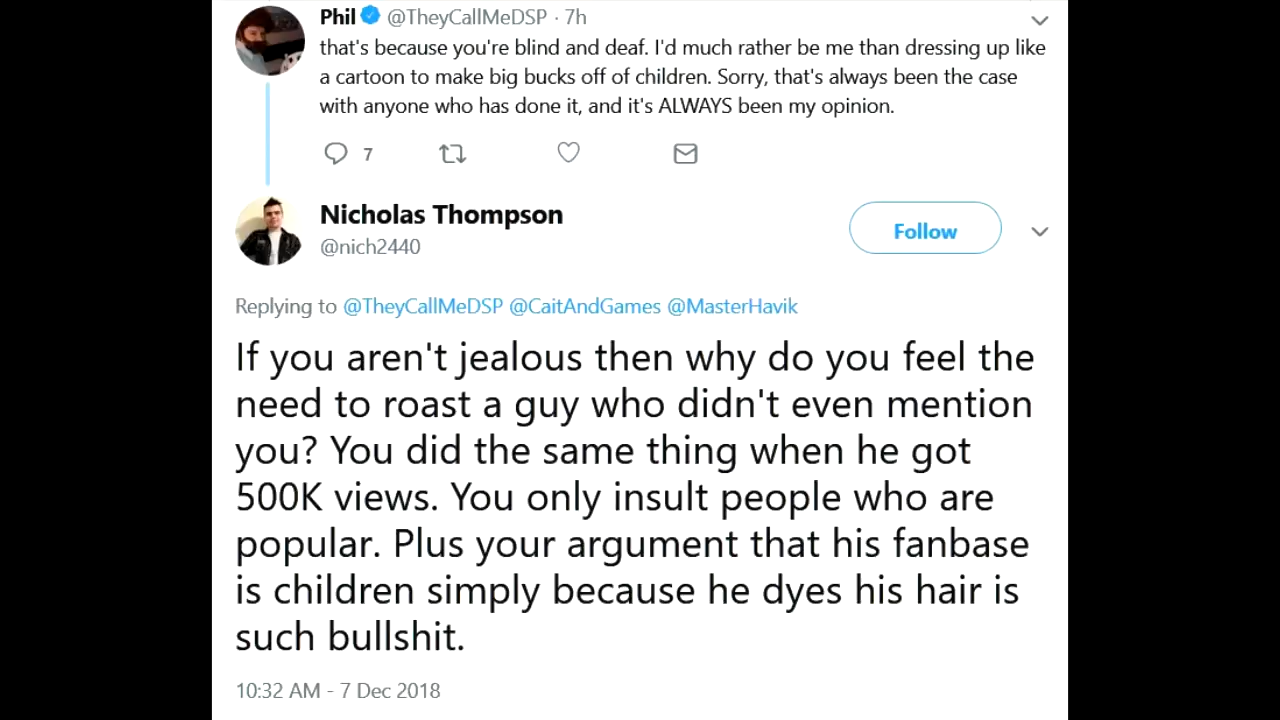 Phil @TheyCallMeDSP · 7h
that's because you're blind and deaf. I'd much rather be me than dressing up like
a cartoon to make big bucks off of children. Sorry, that's always been the case
with anyone who has done it, and it's ALWAYS been my opinion.
7
Nicholas Thompson
@nich2440
Follow
Replying to @TheyCallMeDSP @CaitAndGames @MasterHavik
If you aren't jealous then why do you feel the
need to roast a guy who didn't even mention
you? You did the same thing when he got
500K views. You only insult people who are
popular. Plus your argument that his fanbase
is children simply because he dyes his hair is
such bullshit.
10:32 AM - 7 Dec 2018